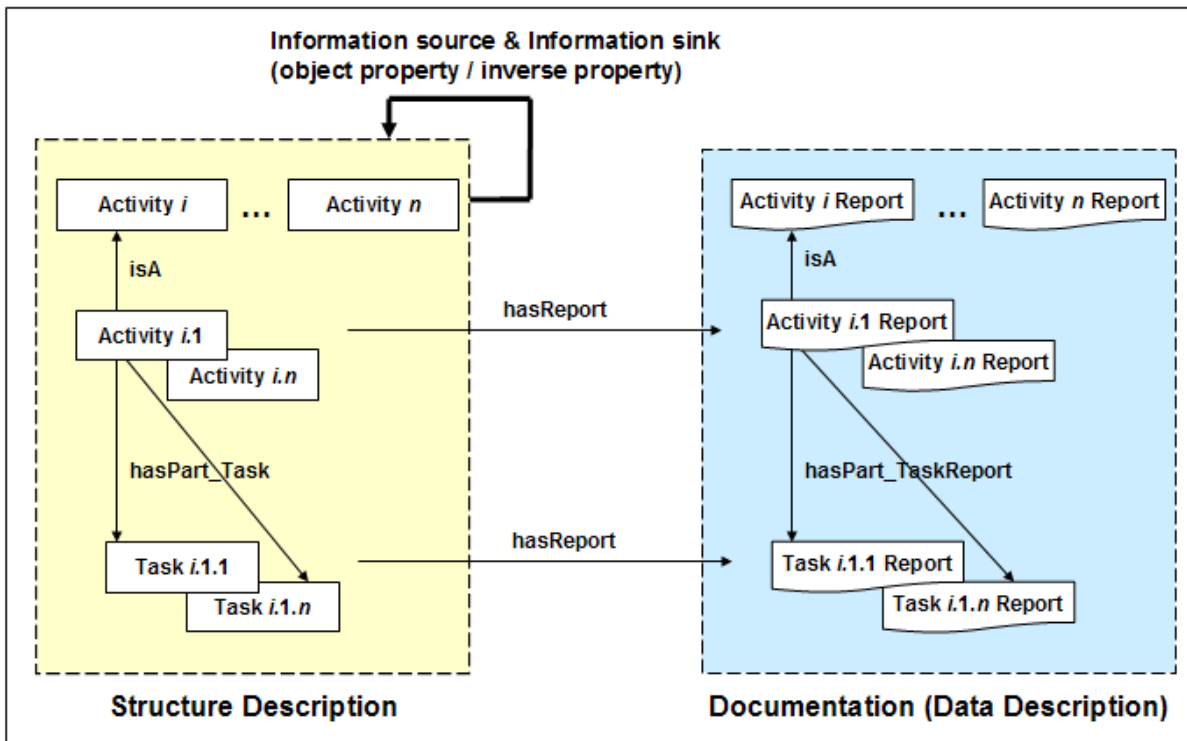 Information source & Information sink
(object property / inverse property)
Activity i
...
Activity n
isA
Activity i.1
Activity i.n
hasPart_Task
Task i.1.1
Task i.1.n
Structure Description
hasReport
hasReport
Activity i Report
...
Activity n Report
isA
Activity i.1 Report
Activity i.n Report
hasPart_TaskReport
Task i.1.1 Report
Task i.1.n Report
Documentation (Data Description)